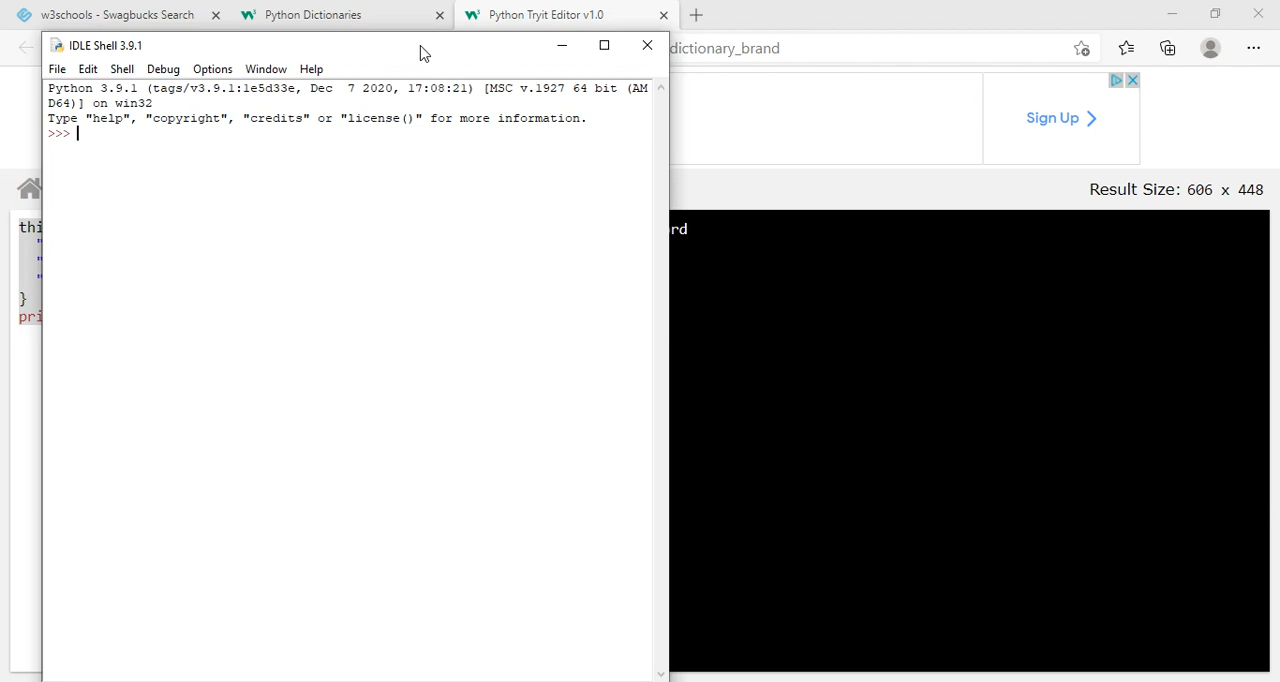 w3schools - Swagbucks Search
Python Dictionaries
Python Tryit Editor v1.0
IDLE Shell 3.9.1
dictionary_brand
File Edit Shell Debug Options Window Help
Python 3.9.1 (tags/v3.9.1:1e5d33e, Dec  7 2020, 17:08:21) [MSC v.1927 64 bit (AM
D64)] on win32
Type "help", "copyright", "credits" or "license()" for more information.
>>>
Sign Up
Result Size: 606 x 448
thi
"
"
"
}
pri
rd